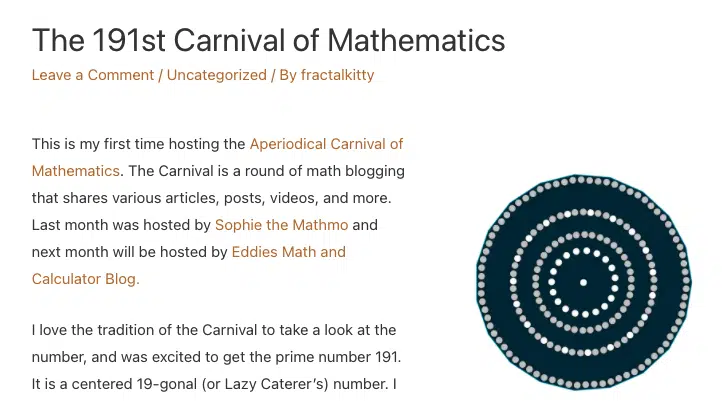 The 191st Carnival of Mathematics
Leave a Comment / Uncategorized / By fractalkitty
This is my first time hosting the Aperiodical Carnival of
Mathematics. The Carnival is a round of math blogging
that shares various articles, posts, videos, and more.
Last month was hosted by Sophie the Mathmo and
next month will be hosted by Eddies Math and
Calculator Blog.
I love the tradition of the Carnival to take a look at the
number, and was excited to get the prime number 191.
It is a centered 19-gonal (or Lazy Caterer’s) number. I